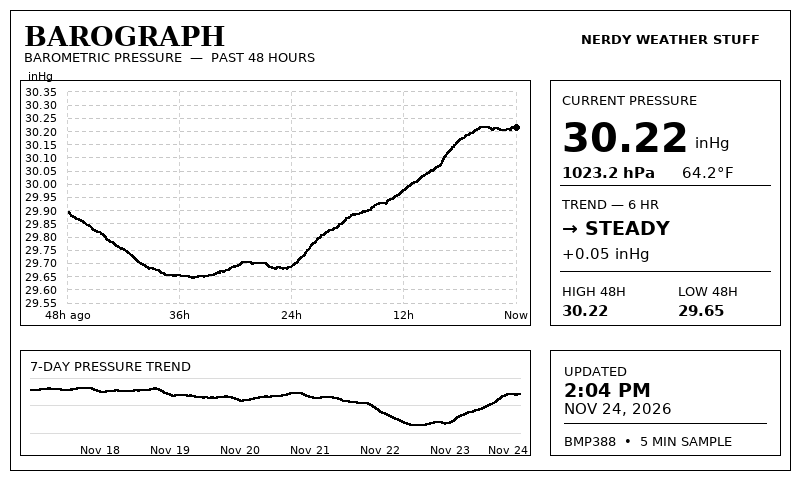 BAROGRAPH
BAROMETRIC PRESSURE — PAST 48 HOURS
NERDY WEATHER STUFF
inHg
30.35
30.30
30.25
30.20
30.15
30.10
30.05
30.00
29.95
29.90
29.85
29.80
29.75
29.70
29.65
29.60
29.55
48h ago 36h 24h 12h Now
CURRENT PRESSURE
30.22 inHg
1023.2 hPa 64.2°F
TREND — 6 HR
→ STEADY
+0.05 inHg
HIGH 48H LOW 48H
30.22 29.65
7-DAY PRESSURE TREND
Nov 18 Nov 19 Nov 20 Nov 21 Nov 22 Nov 23 Nov 24
UPDATED
2:04 PM
NOV 24, 2026
BMP388 • 5 MIN SAMPLE